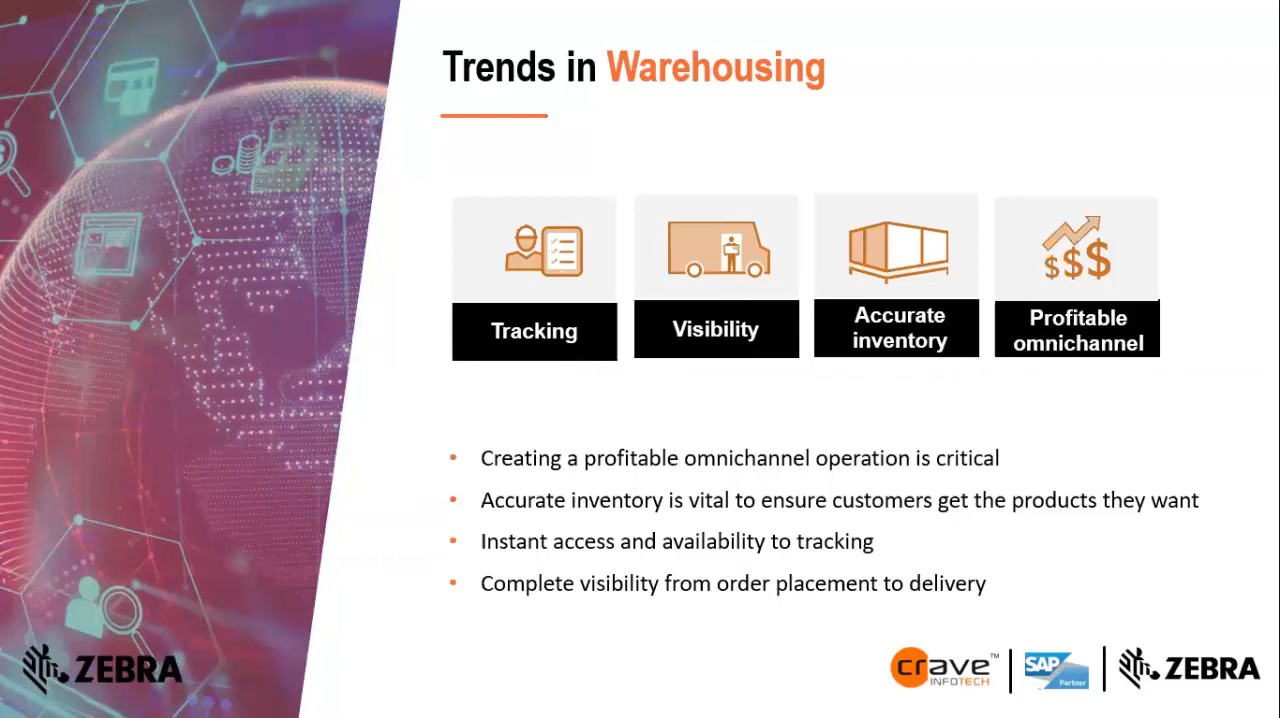 Trends in Warehousing
Tracking
Visibility
Accurate
inventory
$$$
Profitable
omnichannel
• Creating a profitable omnichannel operation is critical
• Accurate inventory is vital to ensure customers get the products they want
• Instant access and availability to tracking
• Complete visibility from order placement to delivery
ZEBRA
crave™
INFOTECH
SAP
Partner
ZEBRA